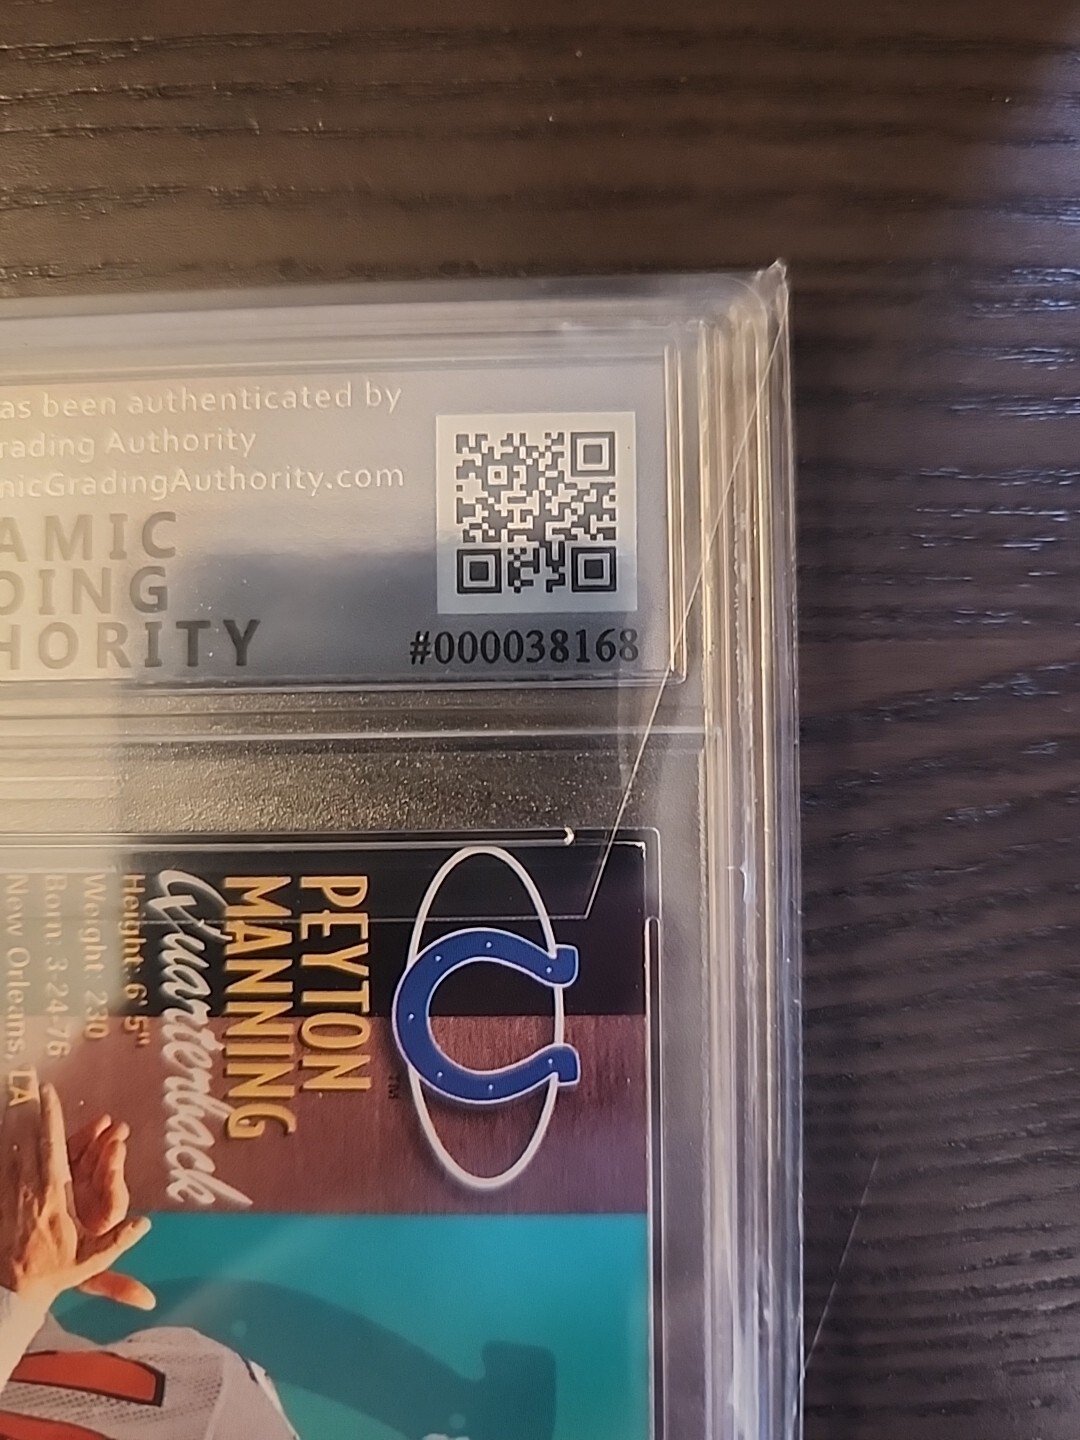 as been authenticated by
rading Authority
nicGradingAuthority.com
AMIC
DING
HORITY
#000038168
PEYTON
MANNING
Quarterback
Height: 6' 5"
Weight: 230
Born: 3-24-76
New Orleans, LA
TM